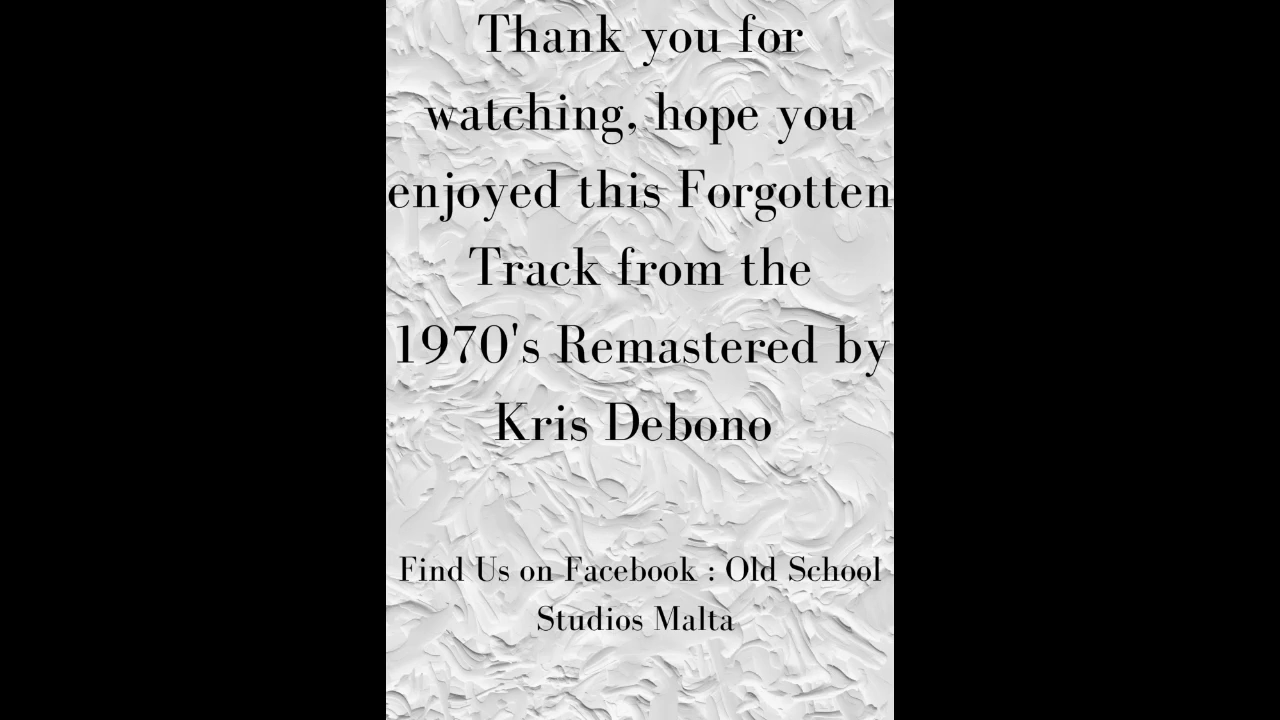 Thank you for
watching, hope you
enjoyed this Forgotten
Track from the
1970's Remastered by
Kris Debono
Find Us on Facebook : Old School
Studios Malta